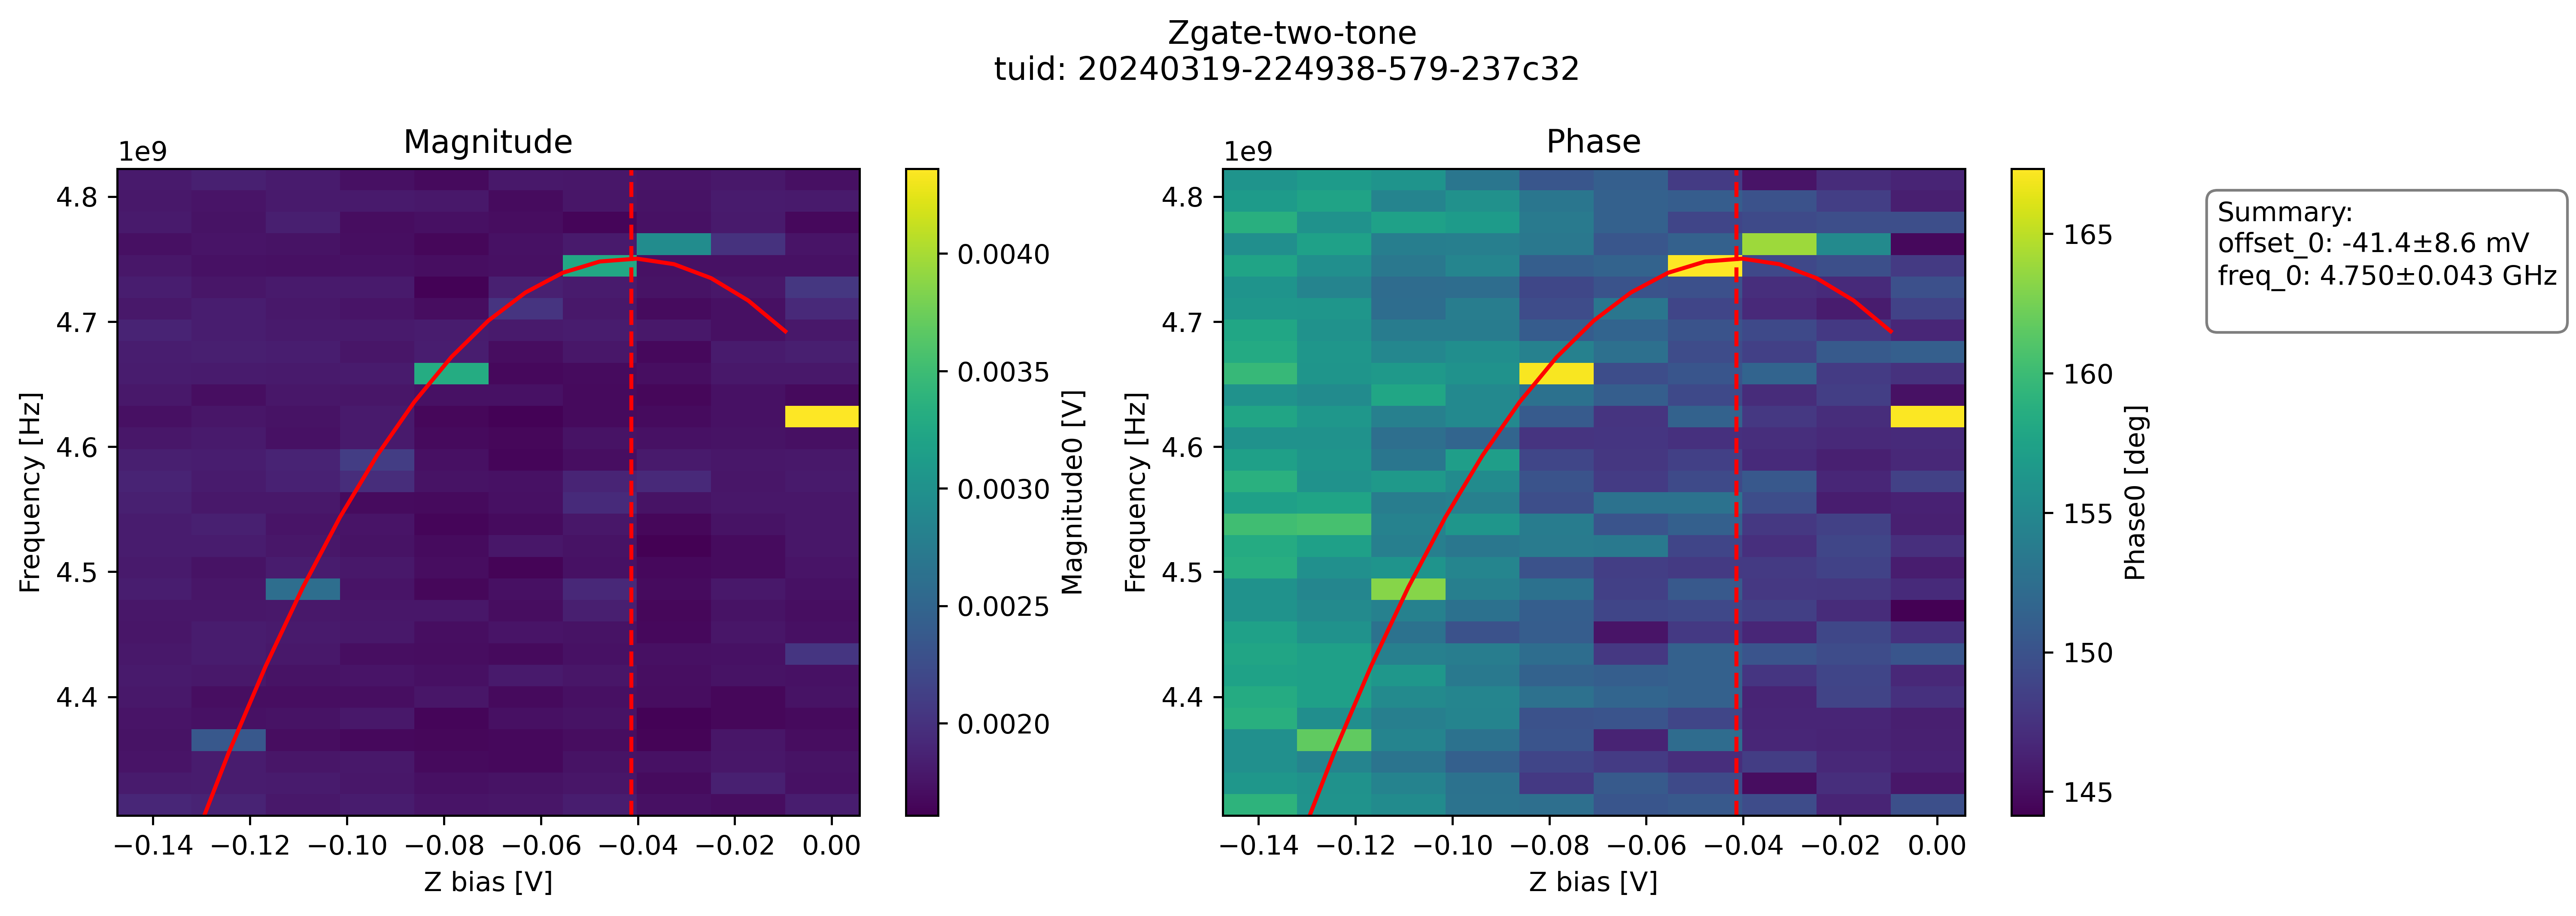 Zgate-two-tone
tuid: 20240319-224938-579-237c32
Magnitude
1e9
4.8
4.7
4.6
4.5
4.4
Frequency [Hz]
−0.14 −0.12 −0.10 −0.08 −0.06 −0.04 −0.02 0.00
Z bias [V]
0.0040
0.0035
0.0030
0.0025
0.0020
Magnitude0 [V]
Phase
1e9
4.8
4.7
4.6
4.5
4.4
Frequency [Hz]
−0.14 −0.12 −0.10 −0.08 −0.06 −0.04 −0.02 0.00
Z bias [V]
165
160
155
150
145
Phase0 [deg]
Summary:
offset_0: -41.4±8.6 mV
freq_0: 4.750±0.043 GHz